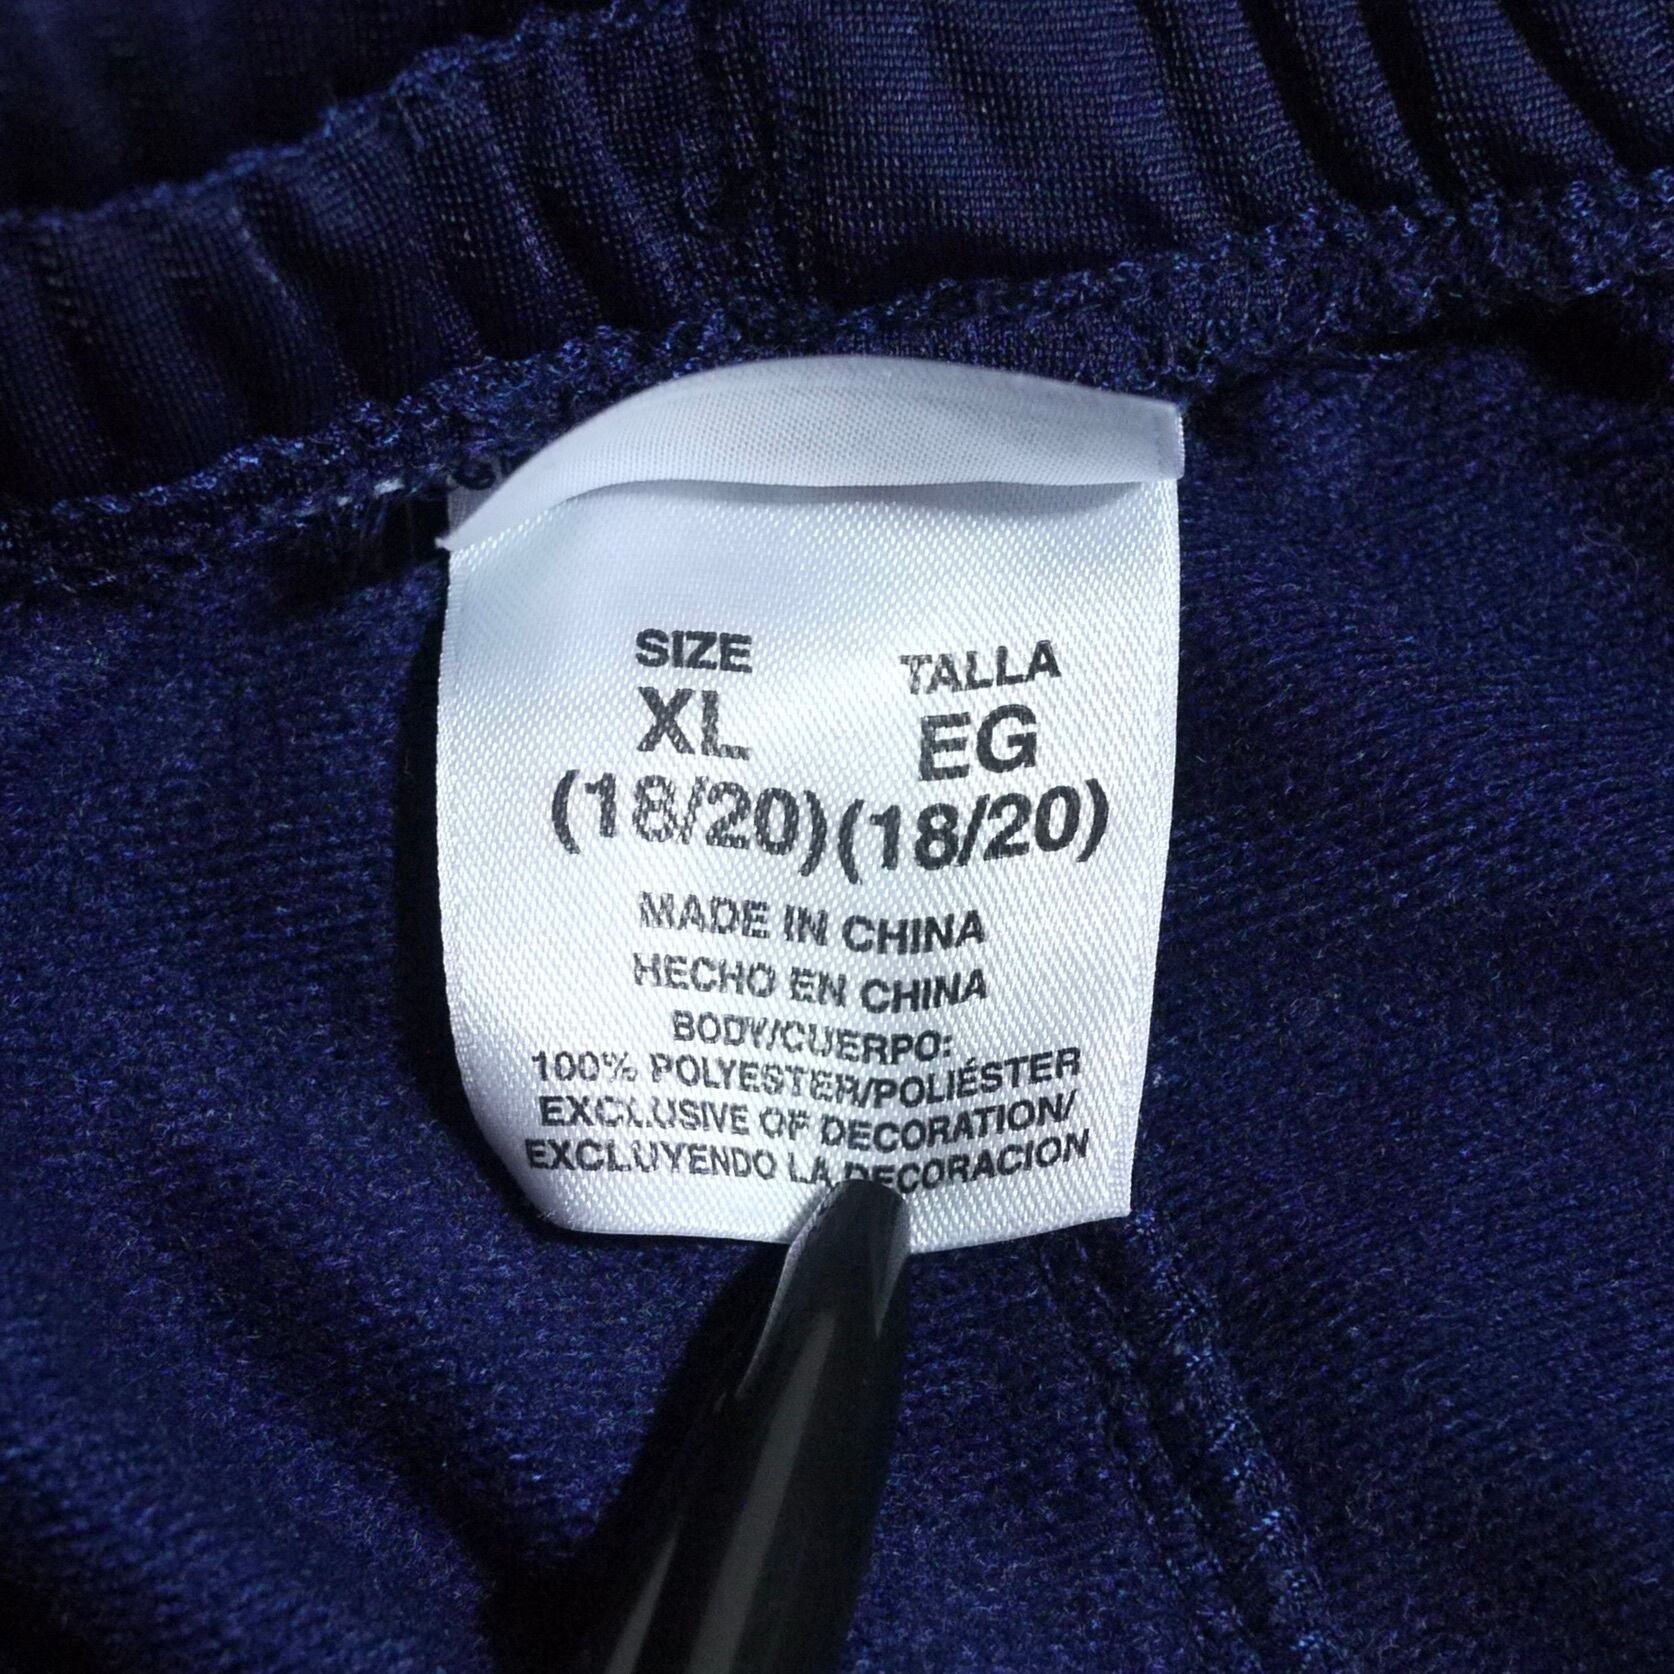 SIZE TALLA
XL EG
(18/20) (18/20)
MADE IN CHINA
HECHO EN CHINA
BODY/CUERPO:
100% POLYESTER/POLIÉSTER
EXCLUSIVE OF DECORATION/
EXCLUYENDO LA DECORACION